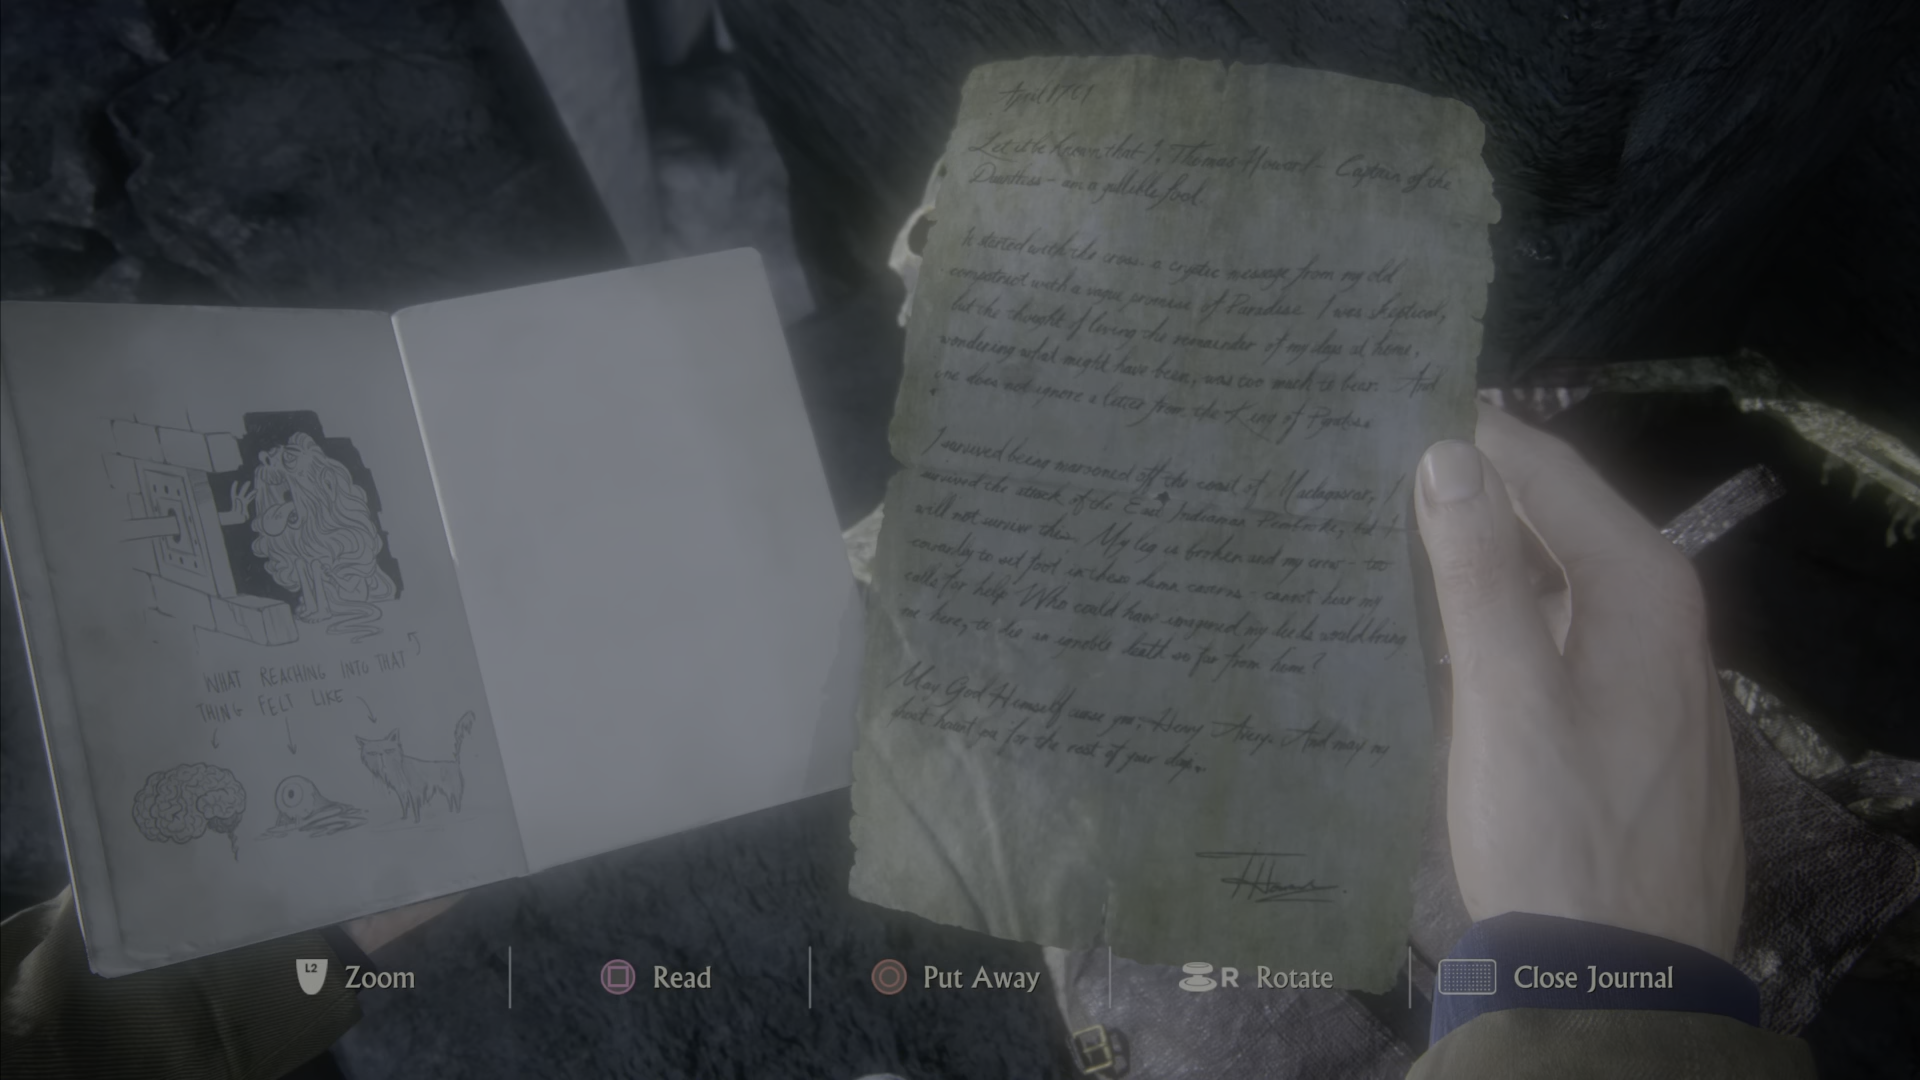 WHAT REACHING INTO THAT
THING FELT LIKE
April 1701
Let it be known, that I, Thomas Howard - Captain of the
Dauntless - am a gullible fool.
It started with the cross - a cryptic message from my old
compatriot with a vague promise of Paradise. I was skeptical,
but the thought of living the remainder of my days at home,
wondering what might have been, was too much to bear. And
one does not ignore a letter from the King of Pirates.
I survived being marooned off the coast of Madagascar, I
survived the attack of the East Indiaman Pembroke, but I
will not survive this. My leg is broken and my crew - too
cowardly to set foot in these damn caverns - cannot hear my
calls for help. Who could have imagined my deeds would bring
me here, to die an ignoble death so far from home?
May God Himself curse you, Henry Avery. And may my
ghost haunt you for the rest of your days.
L2 Zoom
Read
Put Away
R Rotate
Close Journal